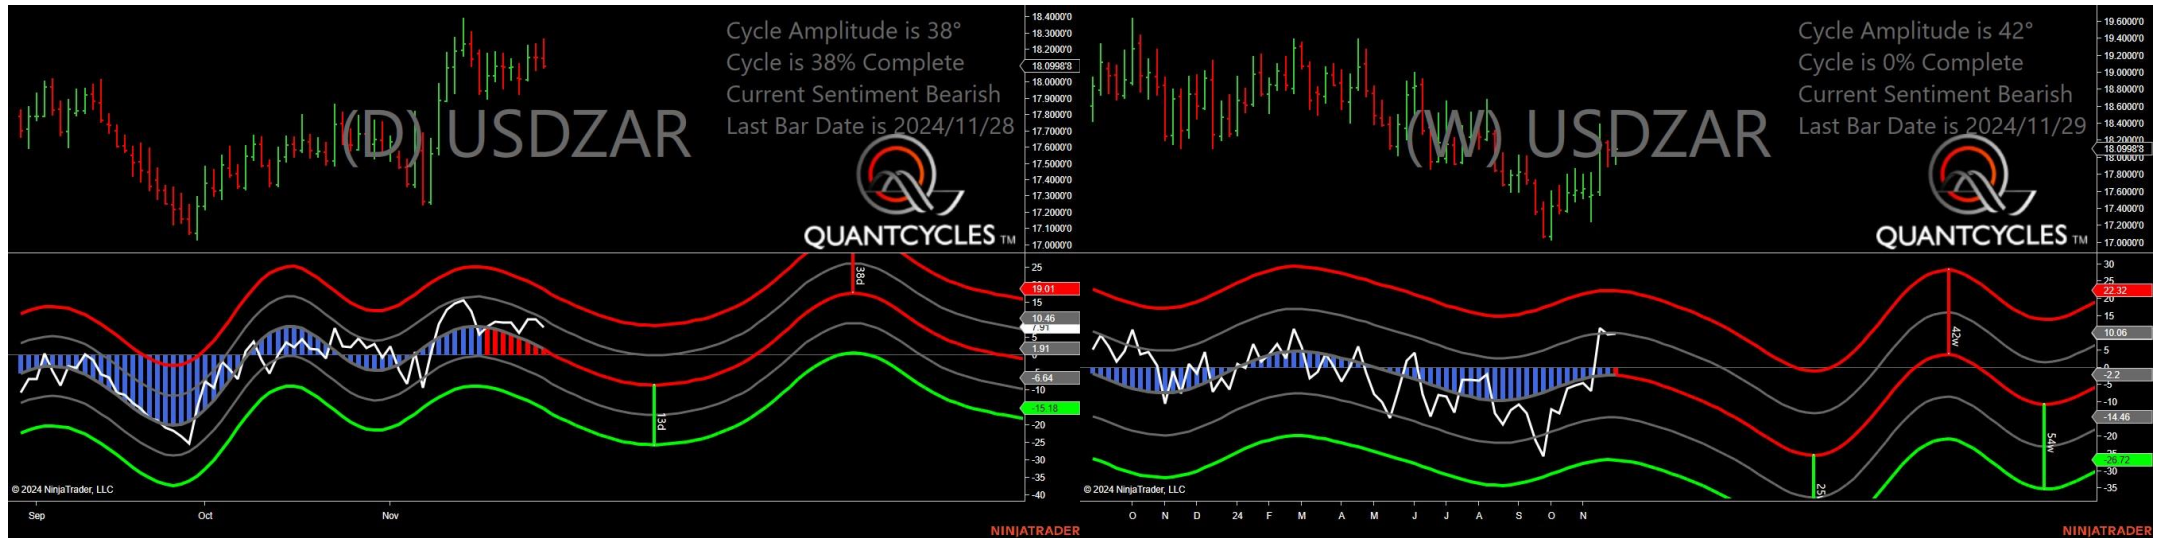 Cycle Amplitude is 38°
Cycle is 38% Complete
Current Sentiment Bearish
Last Bar Date is 2024/11/28
(D) USDZAR
QUANTCYCLES TM
18.4000'0
18.3000'0
18.2000'0
18.0998'8
18.0000'0
17.9000'0
17.8000'0
17.7000'0
17.6000'0
17.5000'0
17.4000'0
17.3000'0
17.2000'0
17.1000'0
17.0000'0
38d
13d
25
19.01
15
10.46
7.91
5
1.91
0
-6.64
-10
-15.18
-20
-25
-30
-35
-40
© 2024 NinjaTrader, LLC
Sep Oct Nov
NINJATRADER
Cycle Amplitude is 42°
Cycle is 0% Complete
Current Sentiment Bearish
Last Bar Date is 2024/11/29
(W) USDZAR
QUANTCYCLES TM
19.6000'0
19.4000'0
19.2000'0
19.0000'0
18.8000'0
18.6000'0
18.4000'0
18.2000'0
18.0998'8
18.0000'0
17.6000'0
17.4000'0
17.2000'0
17.0000'0
42w
54w
25
30
22.32
20
15
10.06
5
-2.2
-5
-10
-14.46
-20
-26.72
-30
-35
© 2024 NinjaTrader, LLC
O N D 24 F M A M J J A S O N
NINJATRADER